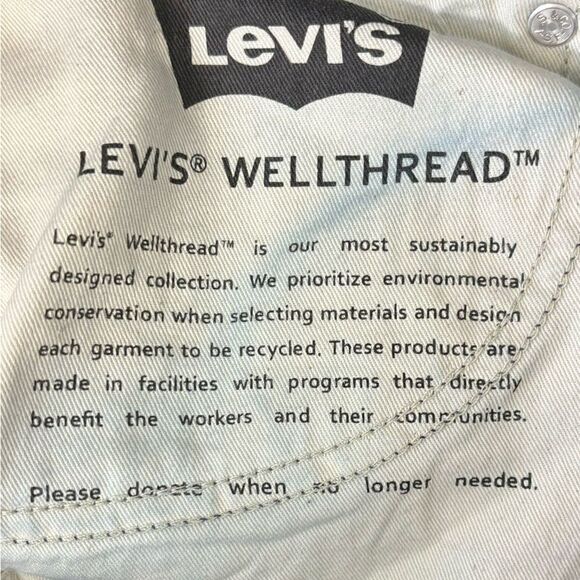 Levi's
LEVI'S® WELLTHREAD™
Levi's® Wellthread™ is our most sustainably
designed collection. We prioritize environmental
conservation when selecting materials and design
each garment to be recycled. These products are
made in facilities with programs that directly
benefit the workers and their communities.
Please donate when no longer needed.